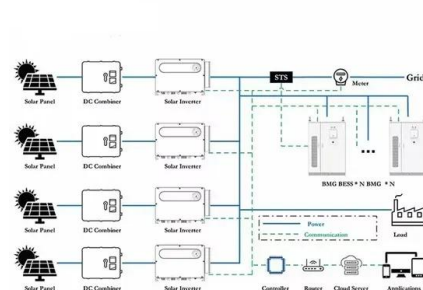 STS
Meter
Grid
Solar Panel
DC Combiner
Solar Inverter
Solar Panel
DC Combiner
Solar Inverter
BMG BESS * N BMG * N
Solar Panel
DC Combiner
Solar Inverter
Power
Communication
Load
Solar Panel
DC Combiner
Solar Inverter
Controller
Router
Cloud Server
Applications